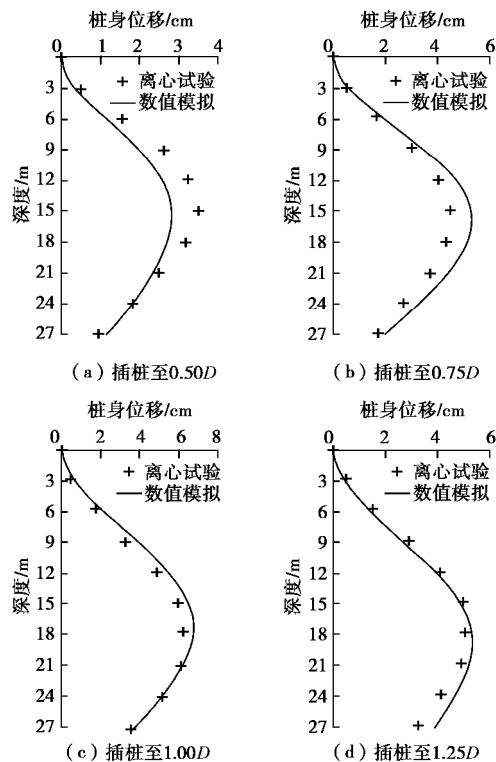 桩身位移/cm
0 1 2 3 4
3
6
9
12
15
18
21
24
27
深度/m
离心试验
数值模拟
(a)插桩至0.50D
桩身位移/cm
0 2 4 6
3
6
9
12
15
18
21
24
27
深度/m
离心试验
数值模拟
(b)插桩至0.75D
桩身位移/cm
0 2 4 6 8
3
6
9
12
15
18
21
24
27
深度/m
离心试验
数值模拟
(c)插桩至1.00D
桩身位移/cm
0 2 4 6
3
6
9
12
15
18
21
24
27
深度/m
离心试验
数值模拟
(d)插桩至1.25D